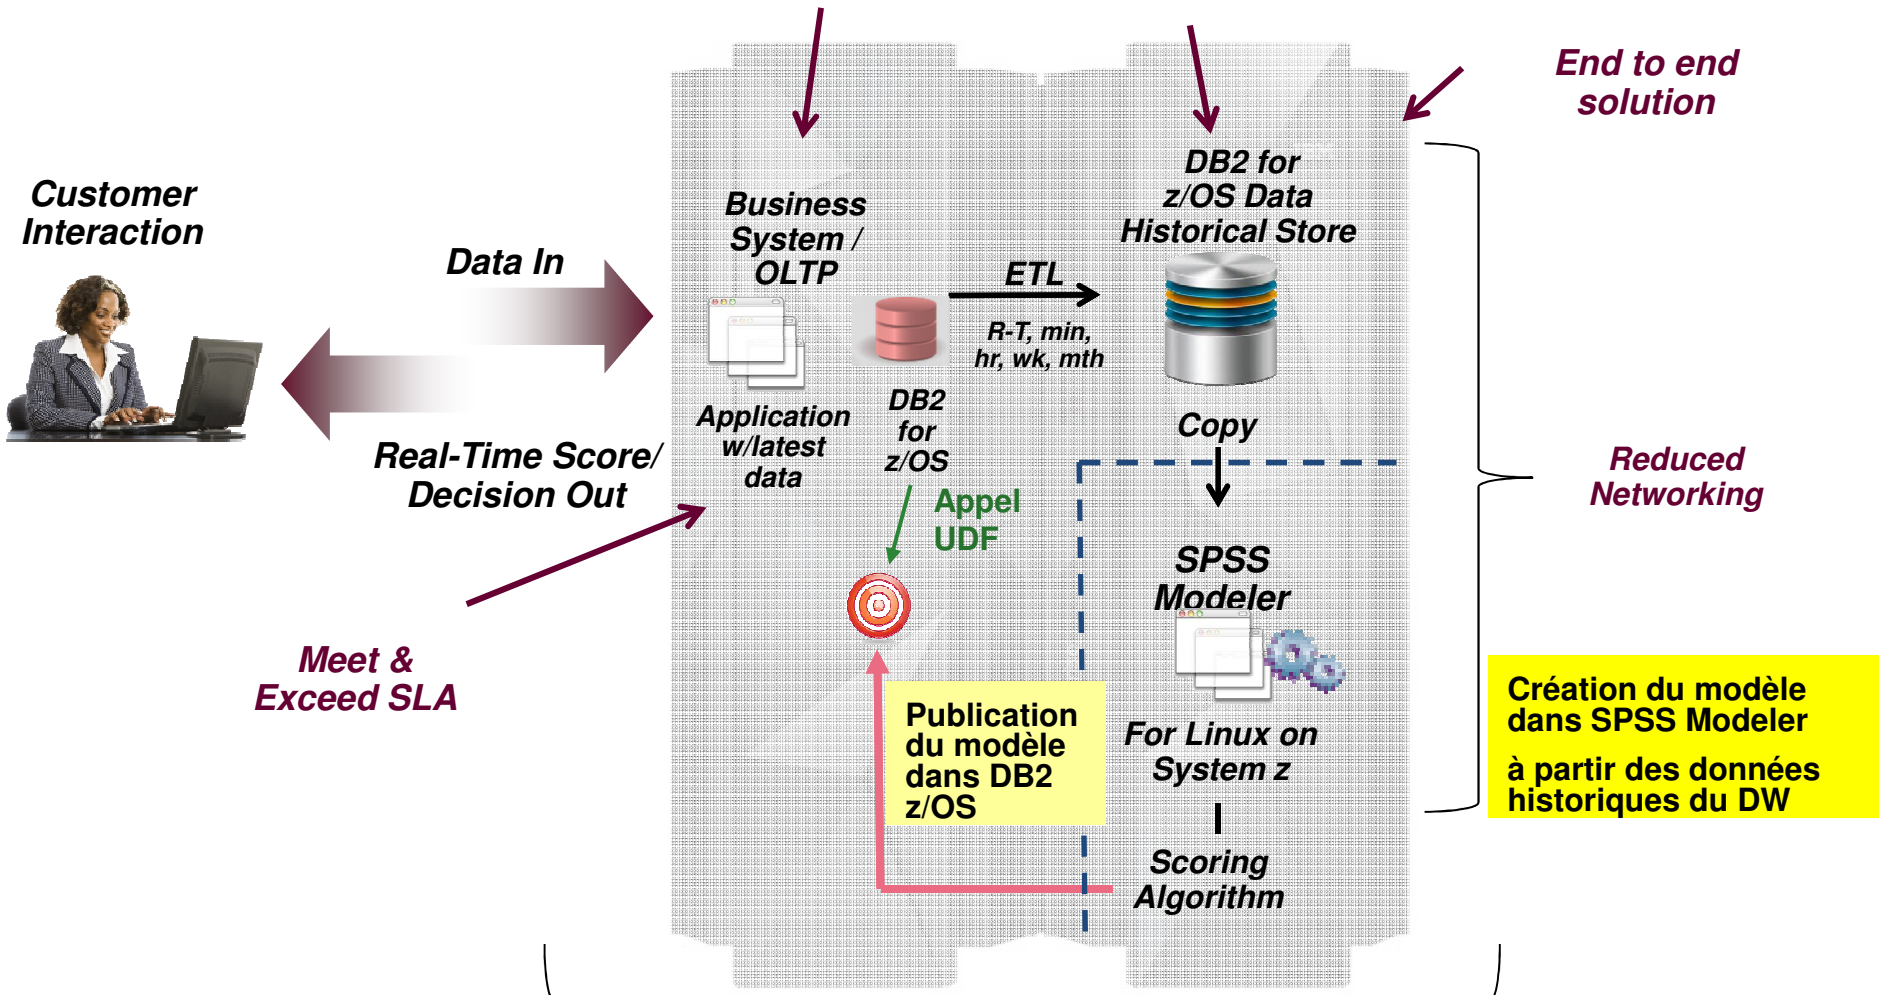 End to end
solution
Customer
Interaction
Data In
Real-Time Score/
Decision Out
Business
System /
OLTP
ETL
R-T, min,
hr, wk, mth
DB2 for
z/OS Data
Historical Store
Application
w/latest
data
DB2
for
z/OS
Copy
Appel
UDF
Reduced
Networking
SPSS
Modeler
Meet &
Exceed SLA
Publication
du modèle
dans DB2
z/OS
For Linux on
System z
Création du modèle
dans SPSS Modeler
à partir des données
historiques du DW
Scoring
Algorithm